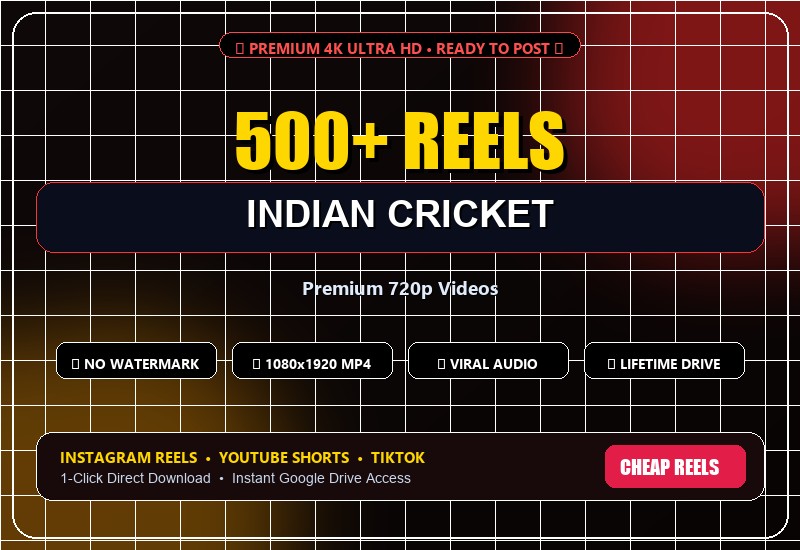 PREMIUM 4K ULTRA HD • READY TO POST
500+ REELS
INDIAN CRICKET
Premium 720p Videos
NO WATERMARK
1080x1920 MP4
VIRAL AUDIO
LIFETIME DRIVE
INSTAGRAM REELS • YOUTUBE SHORTS • TIKTOK
1-Click Direct Download • Instant Google Drive Access
CHEAP REELS